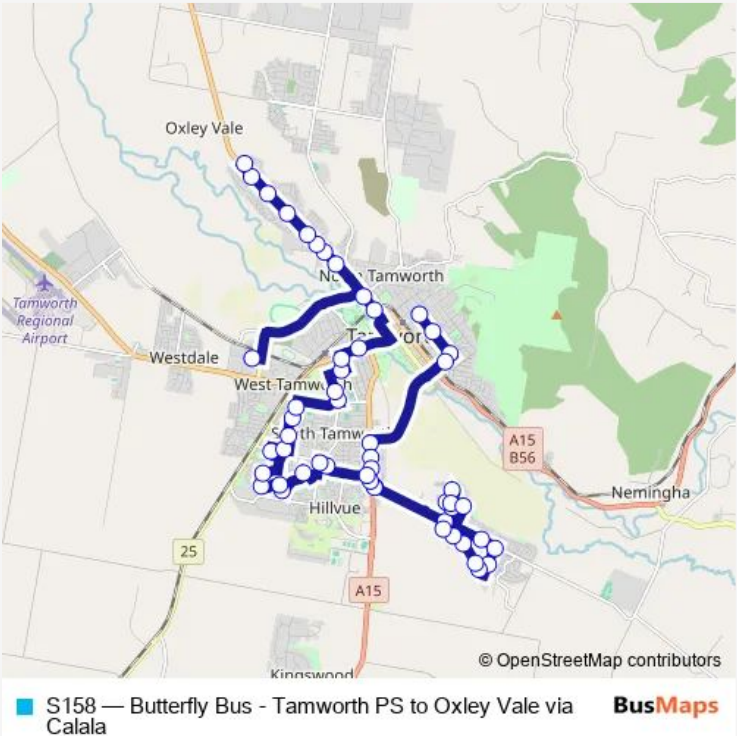 Oxley Vale
North Tamworth
Tamworth
Regional
Airport
Tamworth
Westdale
West Tamworth
South Tamworth
A15
B56
Nemingha
Hillvue
25
A15
© OpenStreetMap contributors
Kingswood
S158 — Butterfly Bus - Tamworth PS to Oxley Vale via
Calala
BusMaps